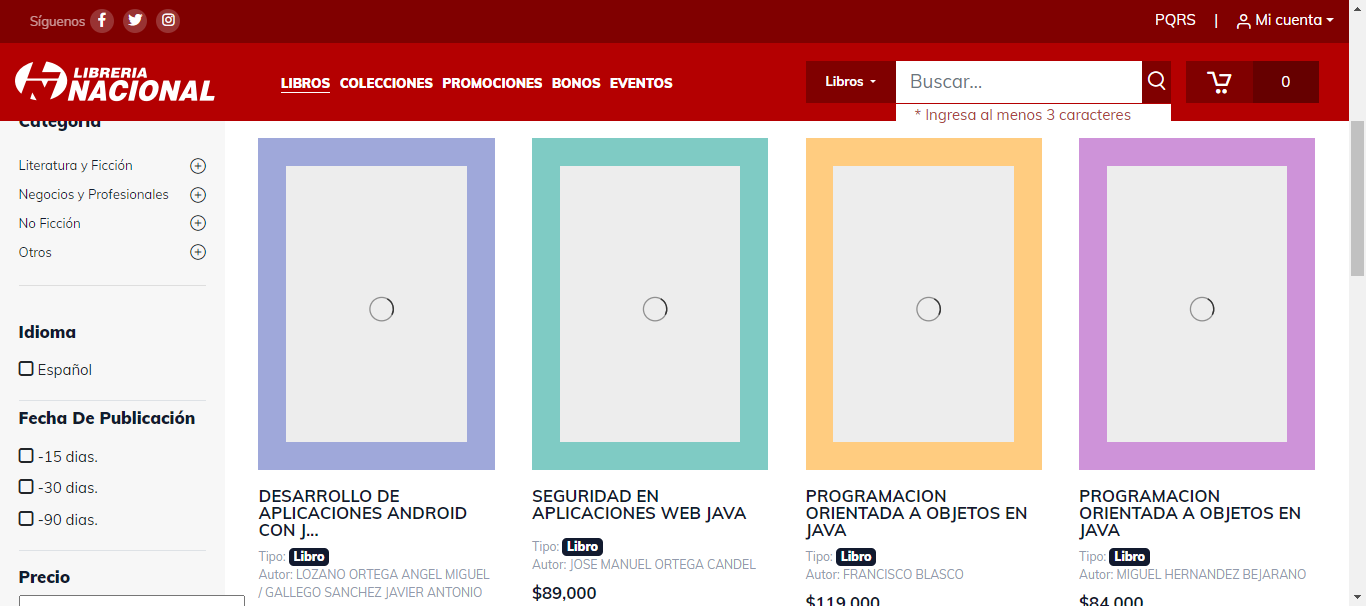 Síguenos
PQRS | Mi cuenta
LIBRERIA
NACIONAL
LIBROS COLECCIONES PROMOCIONES BONOS EVENTOS
Libros
Buscar...
0
* Ingresa al menos 3 caracteres
Categoría
Literatura y Ficción
Negocios y Profesionales
No Ficción
Otros
Idioma
Español
Fecha De Publicación
-15 dias.
-30 dias.
-90 dias.
Precio
DESARROLLO DE
APLICACIONES ANDROID
CON J...
Tipo: Libro
Autor: LOZANO ORTEGA ANGEL MIGUEL
/ GALLEGO SANCHEZ JAVIER ANTONIO
SEGURIDAD EN
APLICACIONES WEB JAVA
Tipo: Libro
Autor: JOSE MANUEL ORTEGA CANDEL
$89,000
PROGRAMACION
ORIENTADA A OBJETOS EN
JAVA
Tipo: Libro
Autor: FRANCISCO BLASCO
$119,000
PROGRAMACION
ORIENTADA A OBJETOS EN
JAVA
Tipo: Libro
Autor: MIGUEL HERNANDEZ BEJARANO
$84,000